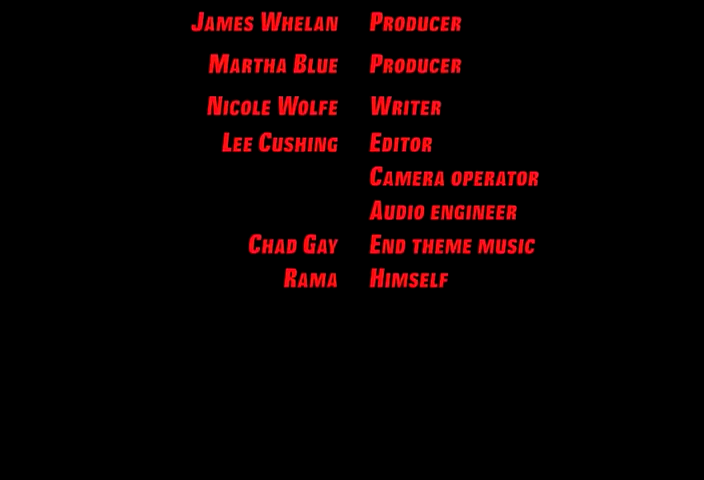 James Whelan Producer
Martha Blue Producer
Nicole Wolfe Writer
Lee Cushing Editor
Camera operator
Audio engineer
Chad Gay End theme music
Rama Himself